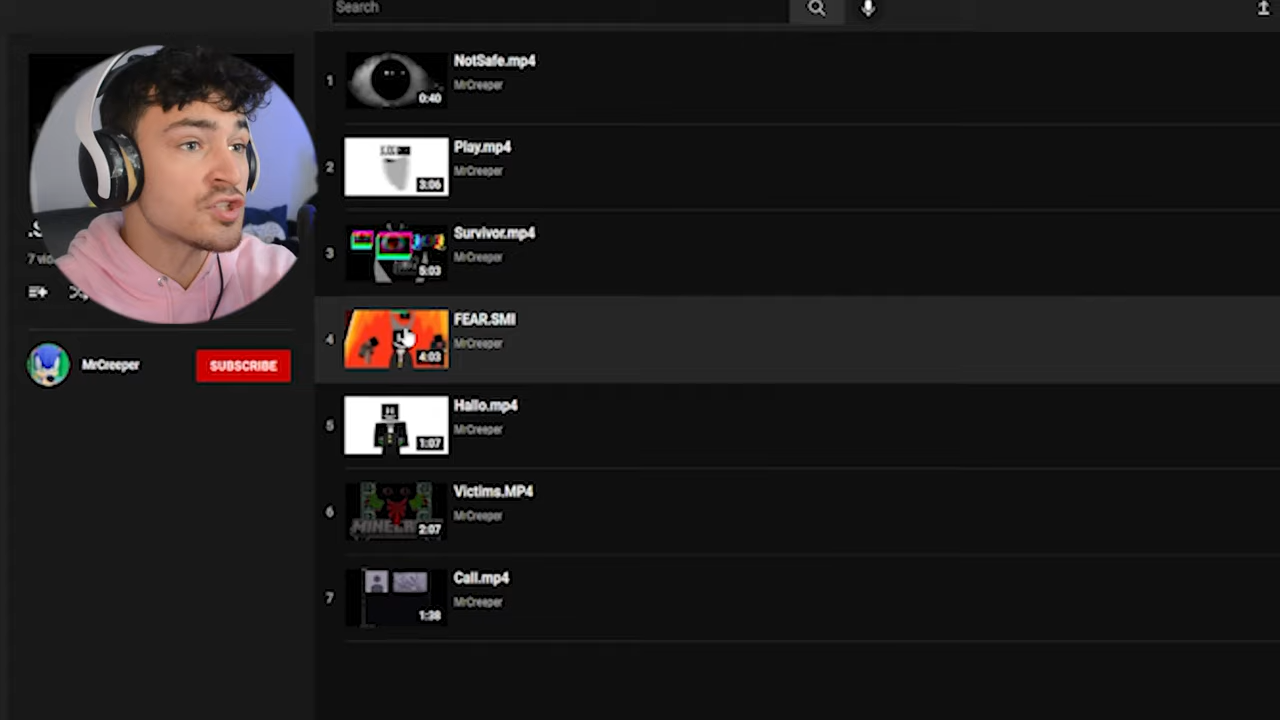 Search
1
NotSafe.mp4
MrCreeper
0:40
2
Play.mp4
MrCreeper
3:06
3
Survivor.mp4
MrCreeper
5:03
4
FEAR.SMI
MrCreeper
4:03
5
Hallo.mp4
MrCreeper
1:07
6
Victims.MP4
MrCreeper
2:07
7
Call.mp4
MrCreeper
1:38
MrCreeper
SUBSCRIBE